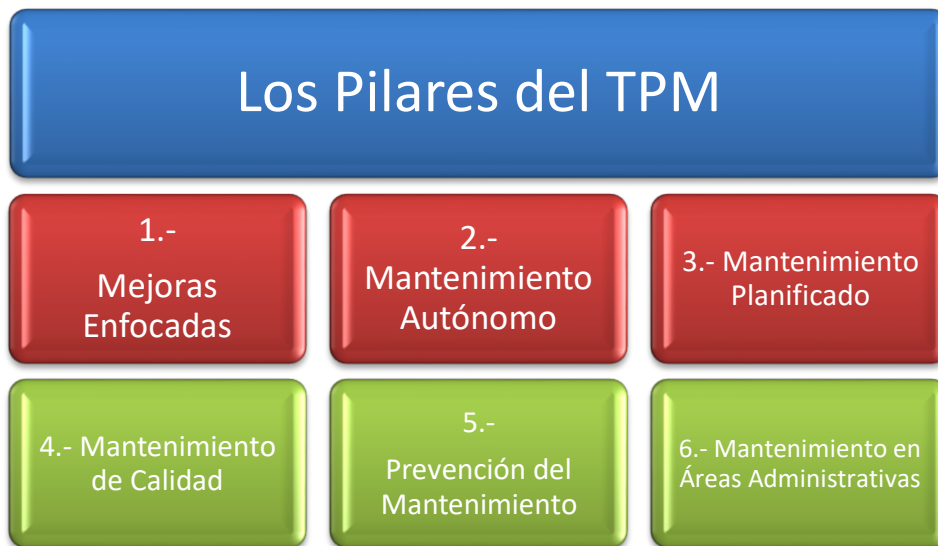 Los Pilares del TPM
1.-
Mejoras
Enfocadas
2.-
Mantenimiento
Autónomo
3.- Mantenimiento
Planificado
4.- Mantenimiento
de Calidad
5.-
Prevención del
Mantenimiento
6.- Mantenimiento en
Áreas Administrativas